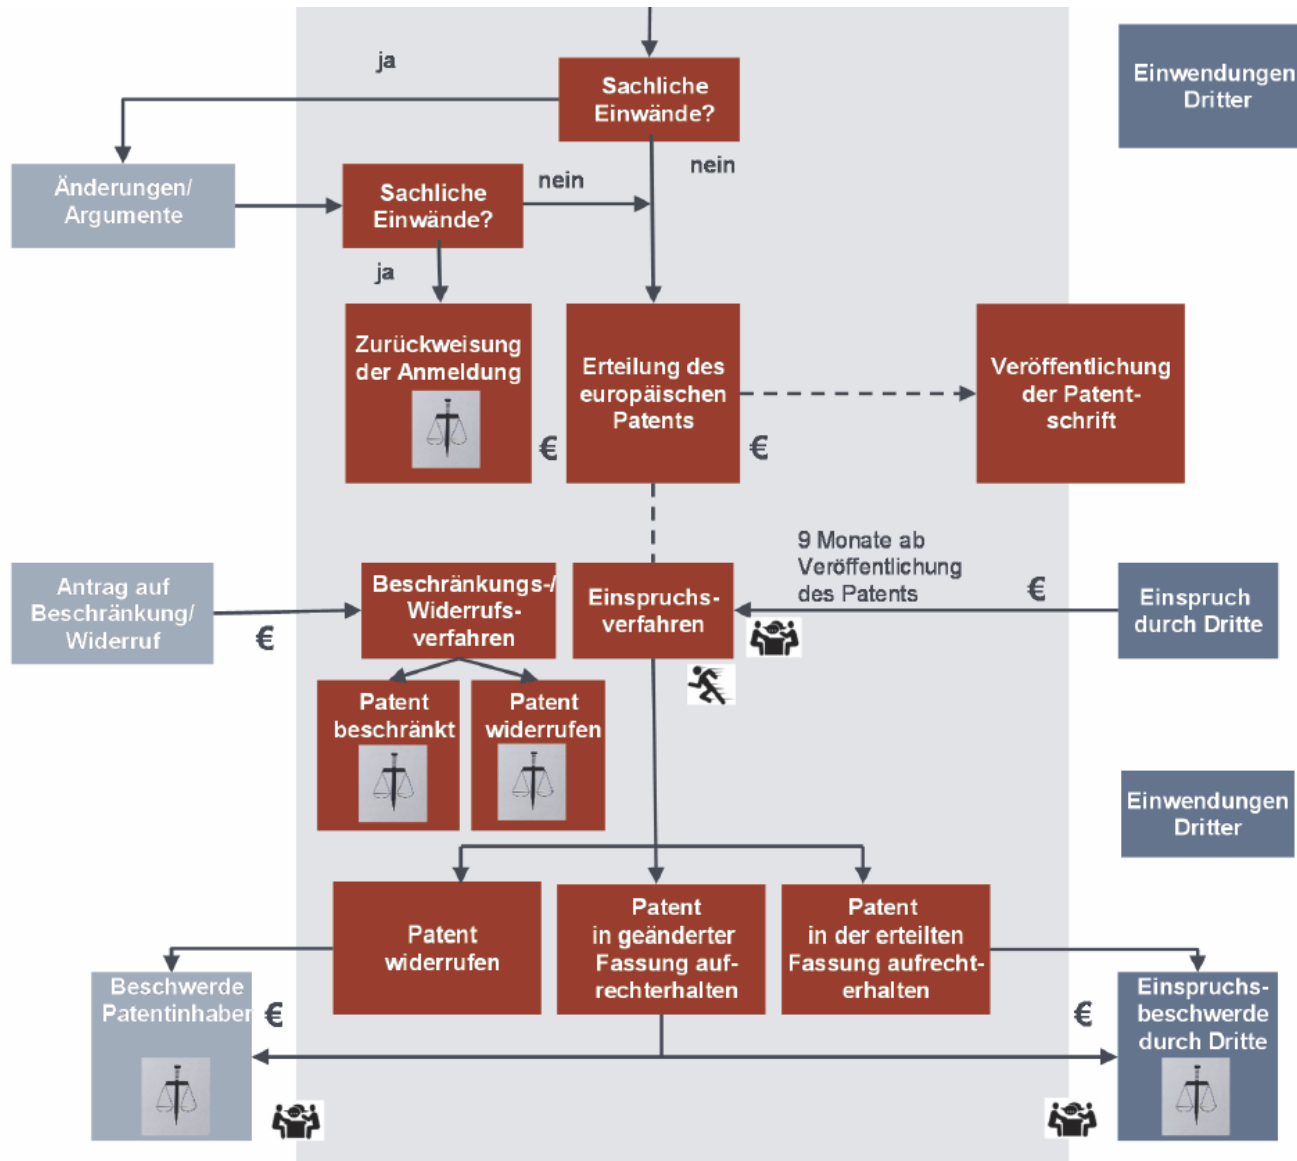 ja
Sachliche
Einwände?
Einwendungen
Dritter
nein
Änderungen/
Argumente
Sachliche
Einwände?
nein
ja
Zurückweisung
der Anmeldung
€
Erteilung des
europäischen
Patents
€
Veröffentlichung
der Patent-
schrift
9 Monate ab
Veröffentlichung
des Patents
Antrag auf
Beschränkung/
Widerruf
€
Beschränkungs-/
Widerrufs-
verfahren
Einspruchs-
verfahren
€
Einspruch
durch Dritte
Patent
beschränkt
Patent
widerrufen
Einwendungen
Dritter
Patent
widerrufen
Patent
in geänderter
Fassung auf-
rechterhalten
Patent
in der erteilten
Fassung aufrecht-
erhalten
Beschwerde
Patentinhaber
€
€
Einspruchs-
beschwerde
durch Dritte